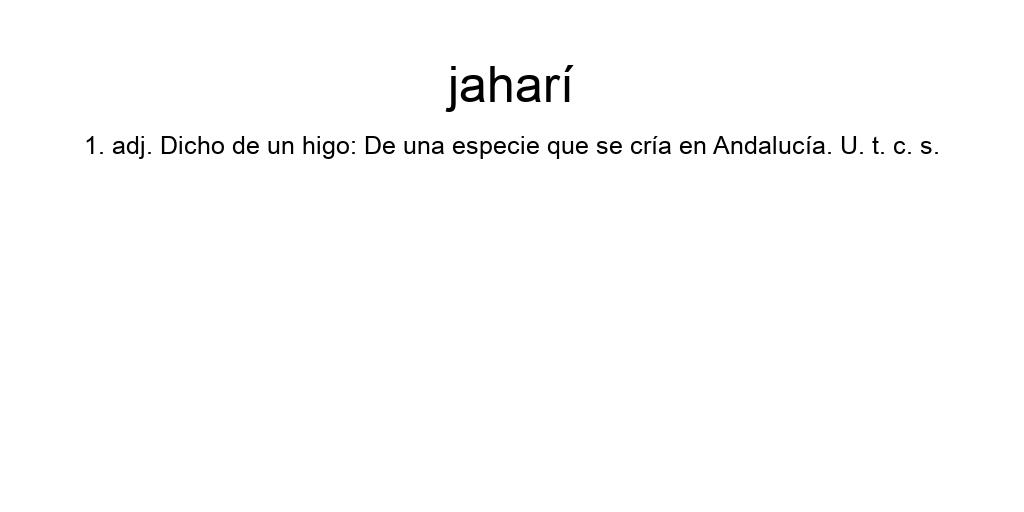 jaharí
1. adj. Dicho de un higo: De una especie que se cría en Andalucía. U. t. c. s.